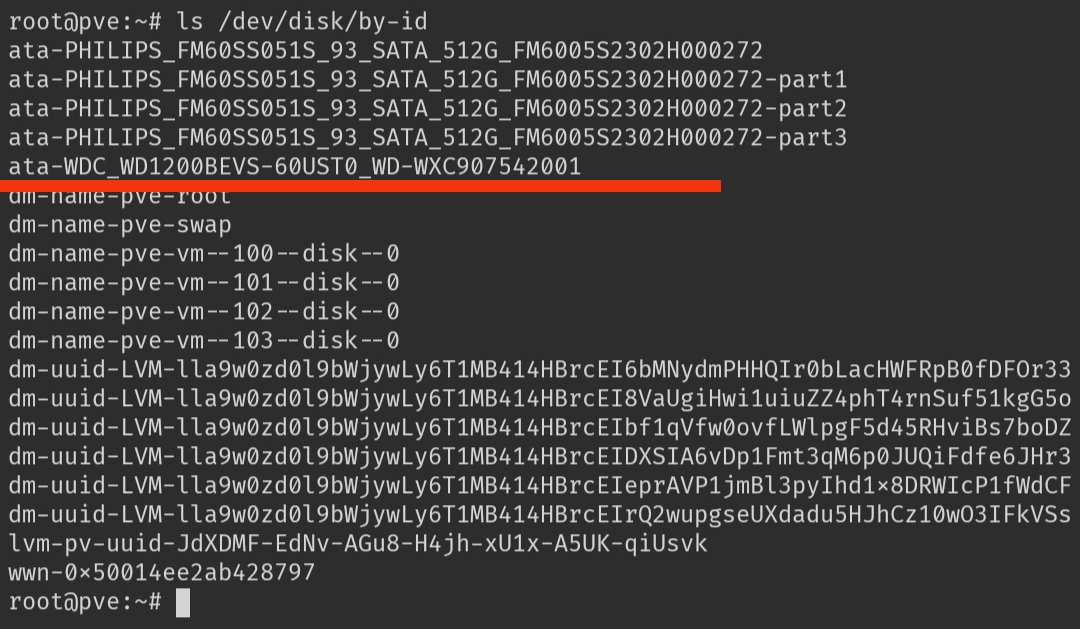 root@pve:~# ls /dev/disk/by-id
ata-PHILIPS_FM60SS051S_93_SATA_512G_FM6005S2302H000272
ata-PHILIPS_FM60SS051S_93_SATA_512G_FM6005S2302H000272-part1
ata-PHILIPS_FM60SS051S_93_SATA_512G_FM6005S2302H000272-part2
ata-PHILIPS_FM60SS051S_93_SATA_512G_FM6005S2302H000272-part3
ata-WDC_WD1200BEVS-60UST0_WD-WXC907542001
dm-name-pve-root
dm-name-pve-swap
dm-name-pve-vm--100--disk--0
dm-name-pve-vm--101--disk--0
dm-name-pve-vm--102--disk--0
dm-name-pve-vm--103--disk--0
dm-uuid-LVM-lla9w0zd0l9bWjywLy6T1MB414HBrcEI6bMNydmPHHQIr0bLacHWFRpB0fDFOr33
dm-uuid-LVM-lla9w0zd0l9bWjywLy6T1MB414HBrcEI8VaUgiHwi1uiuZZ4phT4rnSuf51kgG5o
dm-uuid-LVM-lla9w0zd0l9bWjywLy6T1MB414HBrcEIbf1qVfw0ovfLWlpgF5d45RHviBs7boDZ
dm-uuid-LVM-lla9w0zd0l9bWjywLy6T1MB414HBrcEIDXSIA6vDp1Fmt3qM6p0JUQiFdfe6JHr3
dm-uuid-LVM-lla9w0zd0l9bWjywLy6T1MB414HBrcEIeprAVP1jmBl3pyIhd1x8DRWIcP1fWdCF
dm-uuid-LVM-lla9w0zd0l9bWjywLy6T1MB414HBrcEIrQ2wupgseUXdadu5HJhCz10wO3IFkVSs
lvm-pv-uuid-JdXDMF-EdNv-AGu8-H4jh-xU1x-A5UK-qiUsvk
wwn-0x50014ee2ab428797
root@pve:~#